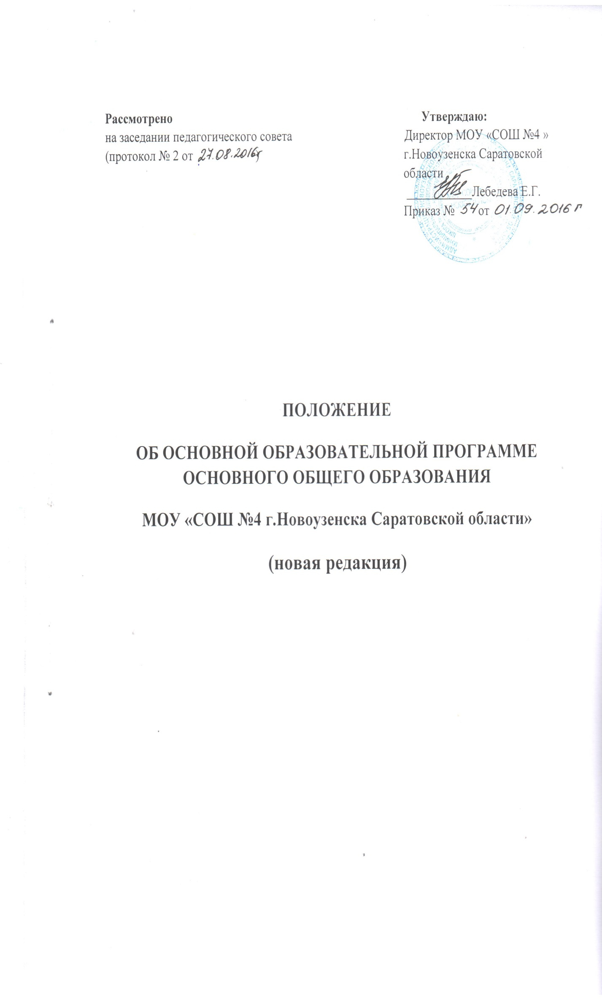 Рассмотрено
на заседании педагогического совета
(протокол № 2 от 27.08.2016г)
Утверждаю:
Директор МОУ «СОШ №4 »
г.Новоузенска Саратовской
области
____________Лебедева Е.Г.
Приказ № 54 от 01.09.2016 г
ПОЛОЖЕНИЕ
ОБ ОСНОВНОЙ ОБРАЗОВАТЕЛЬНОЙ ПРОГРАММЕ
ОСНОВНОГО ОБЩЕГО ОБРАЗОВАНИЯ
МОУ «СОШ №4 г.Новоузенска Саратовской области»
(новая редакция)